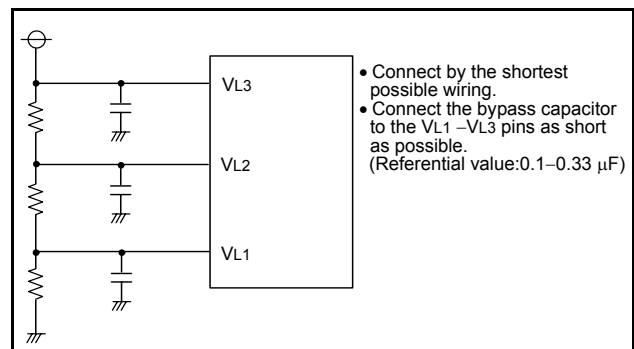 VL3
VL2
VL1
• Connect by the shortest
possible wiring.
• Connect the bypass capacitor
to the VL1 –VL3 pins as short
as possible.
(Referential value:0.1–0.33 μF)